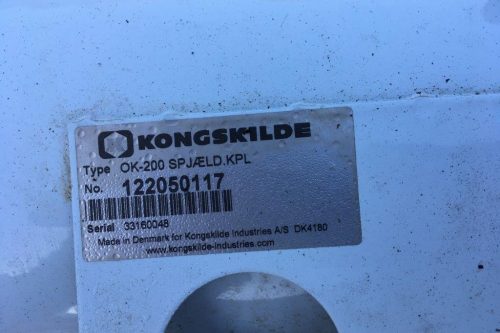 KONGSKILDE
Type OK-200 SPJÆLD.KPL
No. 122050117
Serial 33160048
Made in Denmark for Kongskilde Industries A/S DK4180
www.kongskilde-industries.com